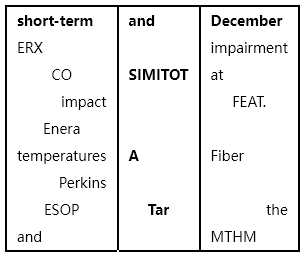 short-term and December
ERX impairment
CO SIMITOT at
impact FEAT.
Enera
temperatures A Fiber
Perkins
ESOP Tar the
and MTHM